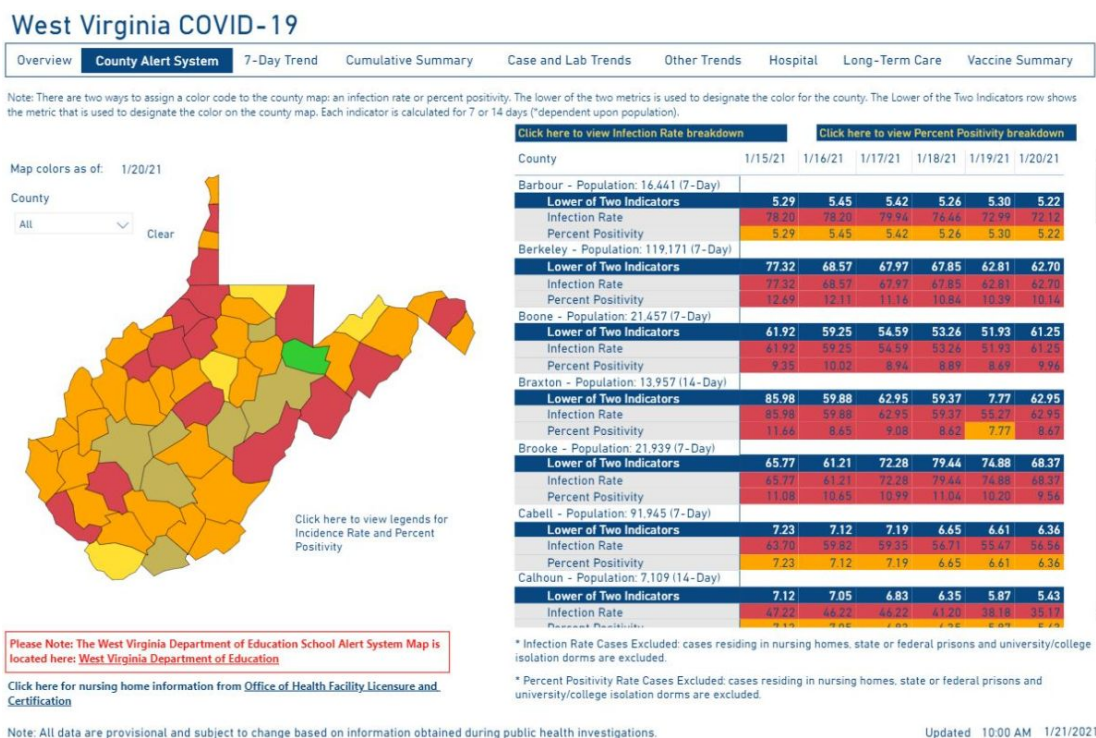 West Virginia COVID-19
Overview County Alert System 7-Day Trend Cumulative Summary Case and Lab Trends Other Trends Hospital Long-Term Care Vaccine Summary
Note: There are two ways to assign a color code to the county map: an infection rate or percent positivity. The lower of the two metrics is used to designate the color for the county. The Lower of the Two Indicators row shows
the metric that is used to designate the color on the county map. Each indicator is calculated for 7 or 14 days (*dependent upon population).
Map colors as of: 1/20/21
County
All
Clear
Click here to view legends for
Incidence Rate and Percent
Positivity
Click here to view Infection Rate breakdown Click here to view Percent Positivity breakdown
County 1/15/21 1/16/21 1/17/21 1/18/21 1/19/21 1/20/21
Barbour - Population: 16,441 (7-Day)
Lower of Two Indicators 5.29 5.45 5.42 5.26 5.30 5.22
Infection Rate 78.20 78.20 79.94 76.46 72.99 72.12
Percent Positivity 5.29 5.45 5.42 5.26 5.30 5.22
Berkeley - Population: 119,171 (7-Day)
Lower of Two Indicators 77.32 68.57 67.97 67.85 62.81 62.70
Infection Rate 77.32 68.57 67.97 67.85 62.81 62.70
Percent Positivity 12.69 12.11 11.16 10.84 10.39 10.14
Boone - Population: 21,457 (7-Day)
Lower of Two Indicators 61.92 59.25 54.59 53.26 51.93 61.25
Infection Rate 61.92 59.25 54.59 53.26 51.93 61.25
Percent Positivity 9.35 10.02 8.94 8.89 8.69 9.96
Braxton - Population: 13,957 (14-Day)
Lower of Two Indicators 85.98 59.88 62.95 59.37 7.77 62.95
Infection Rate 85.98 59.88 62.95 59.37 55.27 62.95
Percent Positivity 11.66 8.65 9.08 8.62 7.77 8.67
Brooke - Population: 21,939 (7-Day)
Lower of Two Indicators 65.77 61.21 72.28 79.44 74.88 68.37
Infection Rate 65.77 61.21 72.28 79.44 74.88 68.37
Percent Positivity 11.08 10.65 10.99 11.04 10.20 9.56
Cabell - Population: 91,945 (7-Day)
Lower of Two Indicators 7.23 7.12 7.19 6.65 6.61 6.36
Infection Rate 63.70 59.82 59.35 56.71 55.47 56.56
Percent Positivity 7.23 7.12 7.19 6.65 6.61 6.36
Calhoun - Population: 7,109 (14-Day)
Lower of Two Indicators 7.12 7.05 6.83 6.35 5.87 5.43
Infection Rate 47.22 46.22 46.22 41.20 38.18 35.17
Percent Positivity 7.12 7.05 6.83 6.35 5.87 5.43
* Infection Rate Cases Excluded: cases residing in nursing homes, state or federal prisons and university/college
isolation dorms are excluded.
* Percent Positivity Rate Cases Excluded: cases residing in nursing homes, state or federal prisons and
university/college isolation dorms are excluded.
Please Note: The West Virginia Department of Education School Alert System Map is
located here: West Virginia Department of Education
Click here for nursing home information from Office of Health Facility Licensure and
Certification
Note: All data are provisional and subject to change based on information obtained during public health investigations.
Updated 10:00 AM 1/21/2021